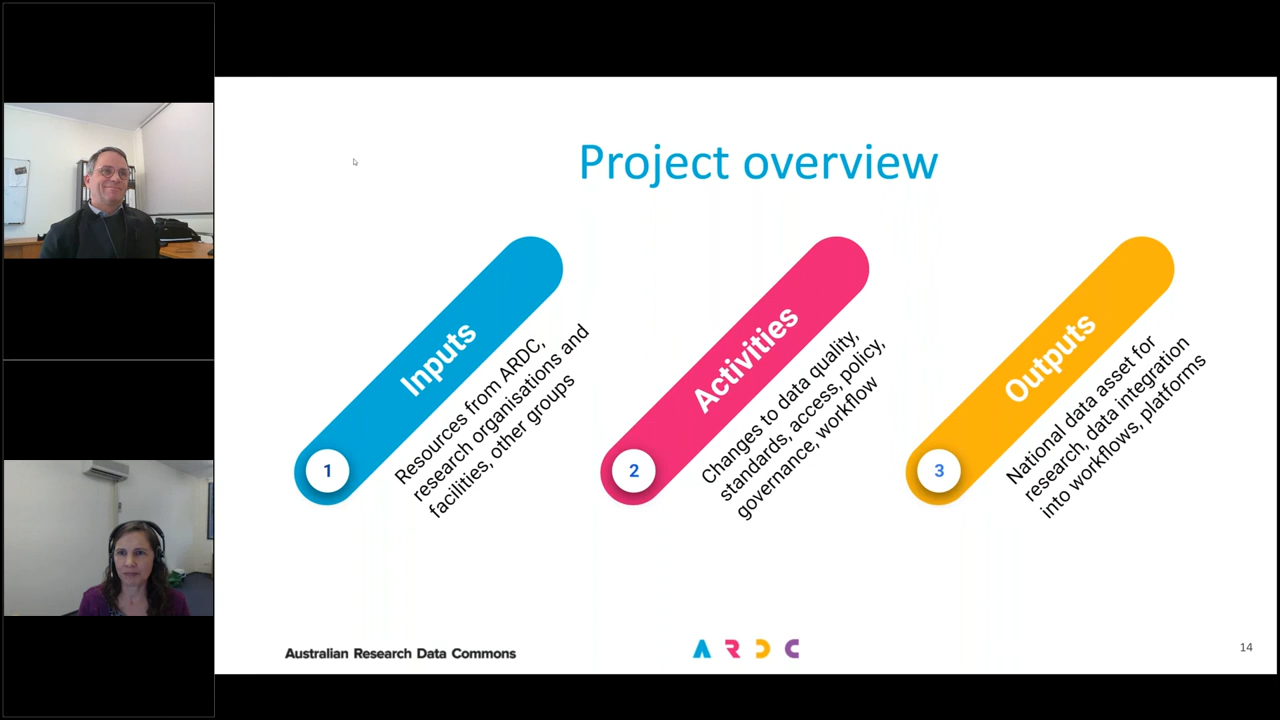 Project overview
Inputs
1
Resources from ARDC,
research organisations and
facilities, other groups
Activities
2
Changes to data quality,
standards, access, policy,
governance, workflow
Outputs
3
National data asset for
research, data integration
into workflows, platforms
Australian Research Data Commons
A R D C
14